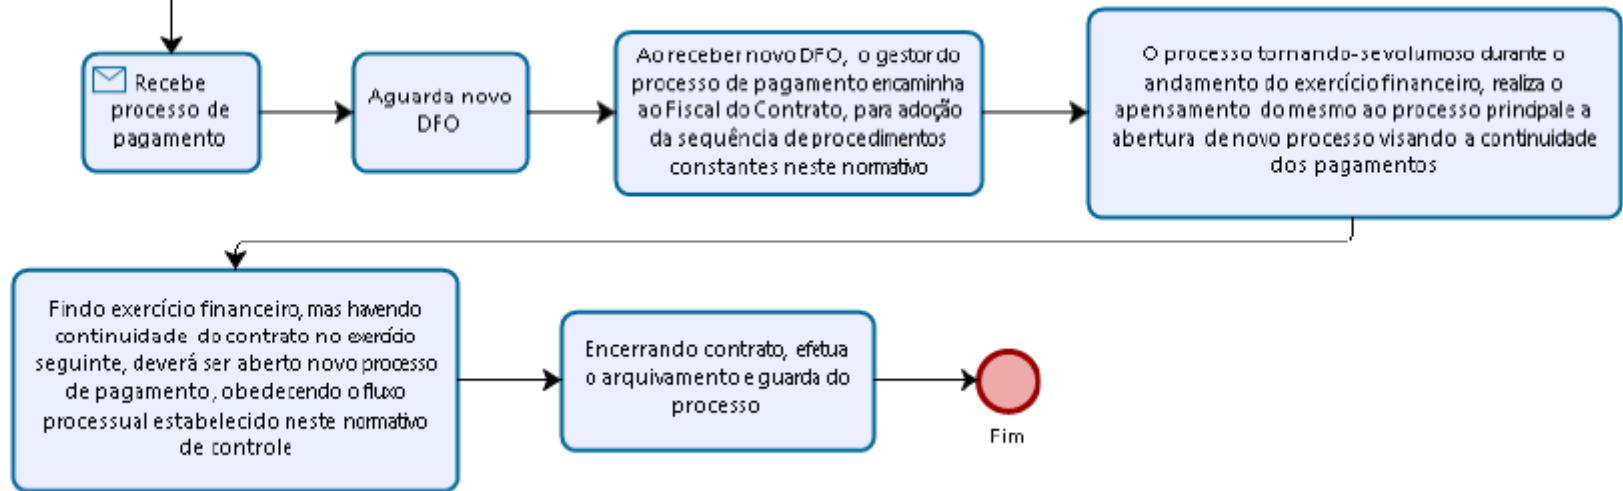 Recebe
processo de
pagamento
Aguarda novo
DFO
Ao receber novo DFO, o gestor do
processo de pagamento encaminha
ao Fiscal do Contrato, para adoção
da sequência de procedimentos
constantes neste normativo
O processo tornando-se volumoso durante o
andamento do exercício financeiro, realiza o
apensamento do mesmo ao processo principal e a
abertura de novo processo visando a continuidade
dos pagamentos
Findo exercício financeiro, mas havendo
continuidade do contrato no exercício
seguinte, deverá ser aberto novo processo
de pagamento, obedecendo o fluxo
processual estabelecido neste normativo
de controle
Encerrando contrato, efetua
o arquivamento e guarda do
processo
Fim